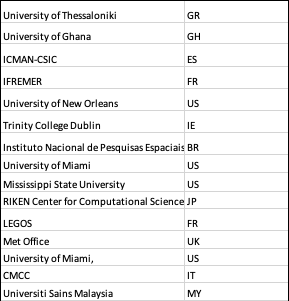 University of Thessaloniki GR
University of Ghana GH
ICMAN-CSIC ES
IFREMER FR
University of New Orleans US
Trinity College Dublin IE
Instituto Nacional de Pesquisas Espaciais BR
University of Miami US
Mississippi State University US
RIKEN Center for Computational Science JP
LEGOS FR
Met Office UK
University of Miami, US
CMCC IT
Universiti Sains Malaysia MY